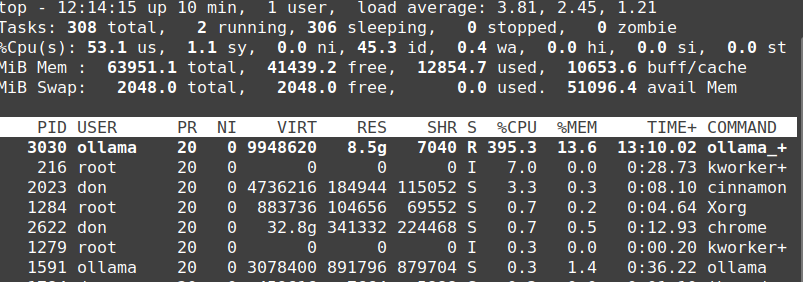 top - 12:14:15 up 10 min,  1 user,  load average: 3.81, 2.45, 1.21
Tasks: 308 total,   2 running, 306 sleeping,   0 stopped,   0 zombie
%Cpu(s): 53.1 us,  1.1 sy,  0.0 ni, 45.3 id,  0.4 wa,  0.0 hi,  0.0 si,  0.0 st
MiB Mem :  63951.1 total,  41439.2 free,  12854.7 used,  10653.6 buff/cache
MiB Swap:   2048.0 total,   2048.0 free,      0.0 used.  51096.4 avail Mem
PID USER      PR  NI    VIRT    RES    SHR S  %CPU  %MEM     TIME+ COMMAND
3030 ollama    20   0 9948620   8.5g   7040 R 395.3  13.6  13:10.02 ollama_+
216 root      20   0       0      0      0 I   7.0   0.0   0:28.73 kworker+
2023 don       20   0 4736216 184944 115052 S   3.3   0.3   0:08.10 cinnamon
1284 root      20   0  883736 104656  69552 S   0.7   0.2   0:04.64 Xorg
2622 don       20   0   32.8g 341332 224468 S   0.7   0.5   0:12.93 chrome
1279 root      20   0       0      0      0 I   0.3   0.0   0:00.20 kworker+
1591 ollama    20   0 3078400 891796 879704 S   0.3   1.4   0:36.22 ollama